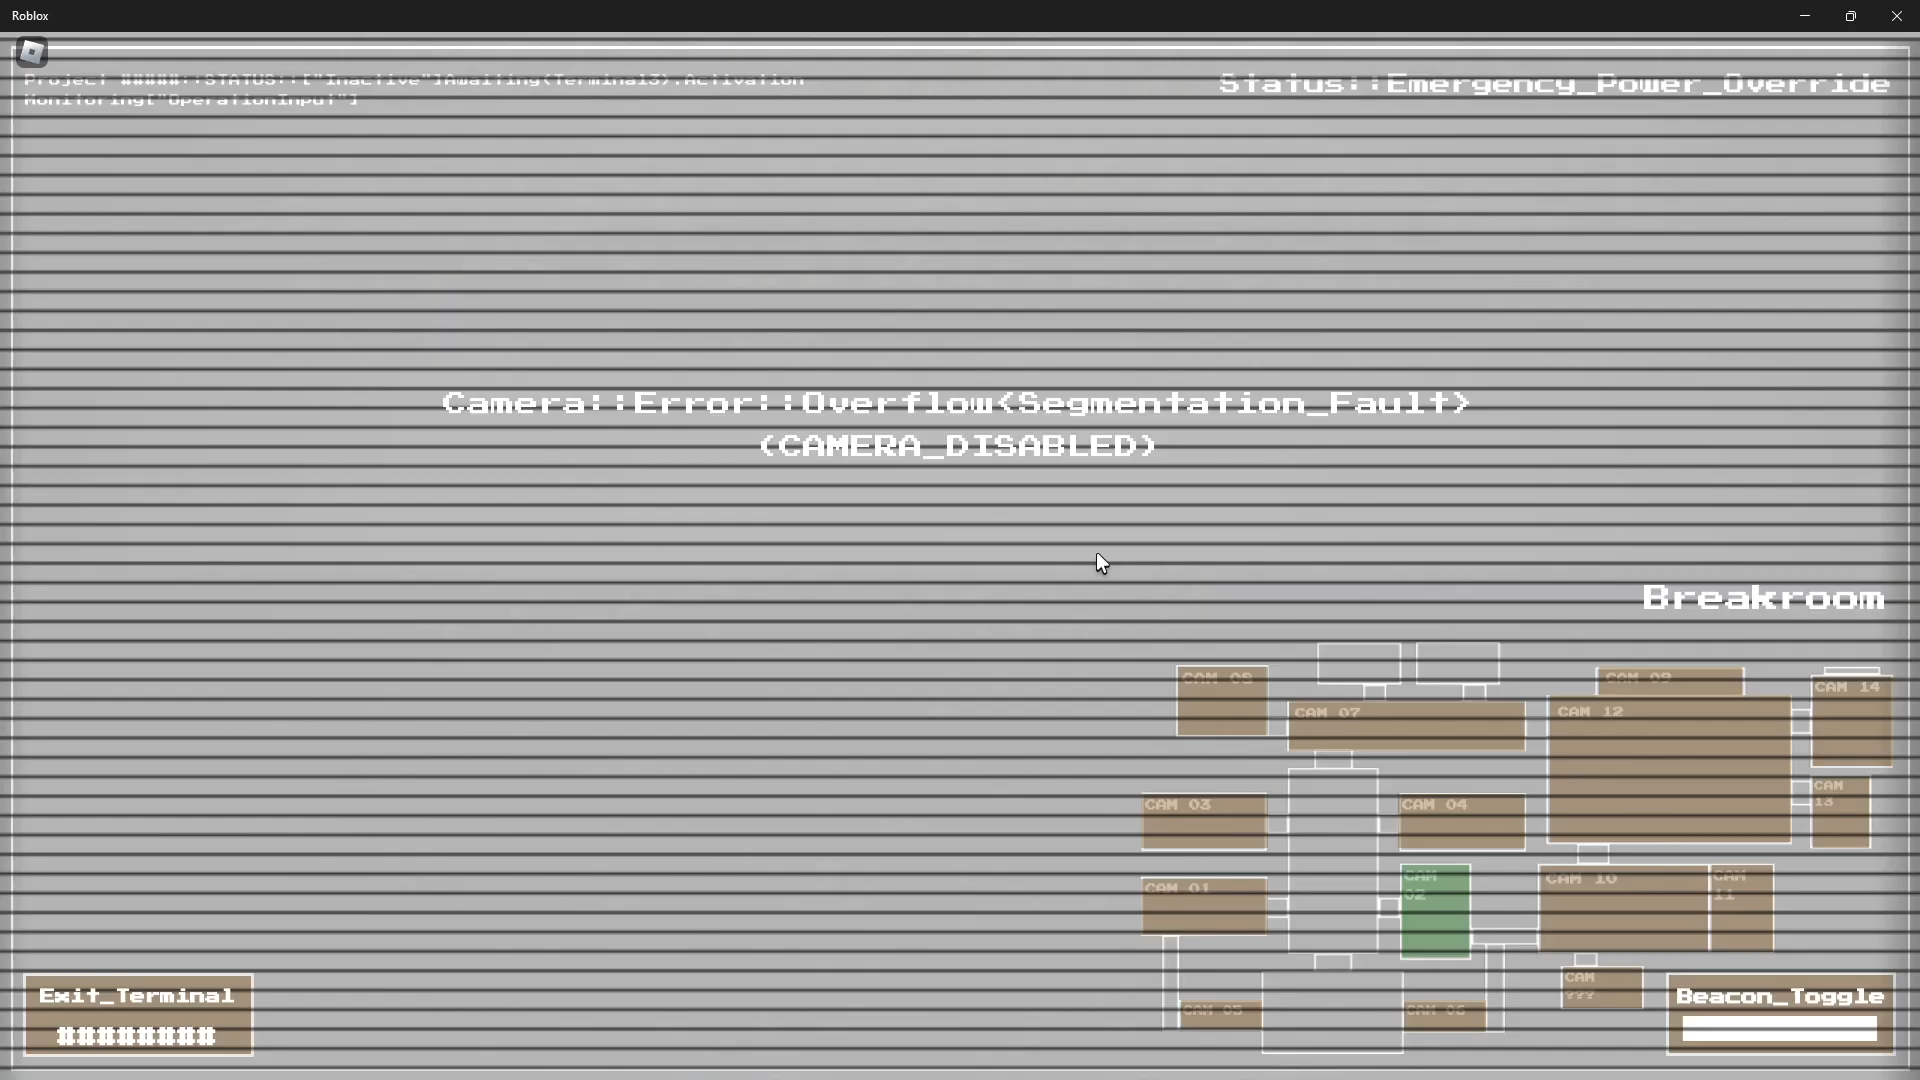 Roblox
Project #####::STATUS::["Inactive"]Awaiting(Terminal3).Activation
Monitoring["OperationInput"]
Status::Emergency_Power_Override
Camera::Error::Overflow<Segmentation_Fault>
(CAMERA_DISABLED)
Breakroom
CAM 08
CAM 09
CAM 14
CAM 07
CAM 12
CAM
13
CAM 03
CAM 04
CAM
02
CAM 10
CAM
11
CAM 01
CAM
???
CAM 05
CAM 06
Exit_Terminal
########
Beacon_Toggle